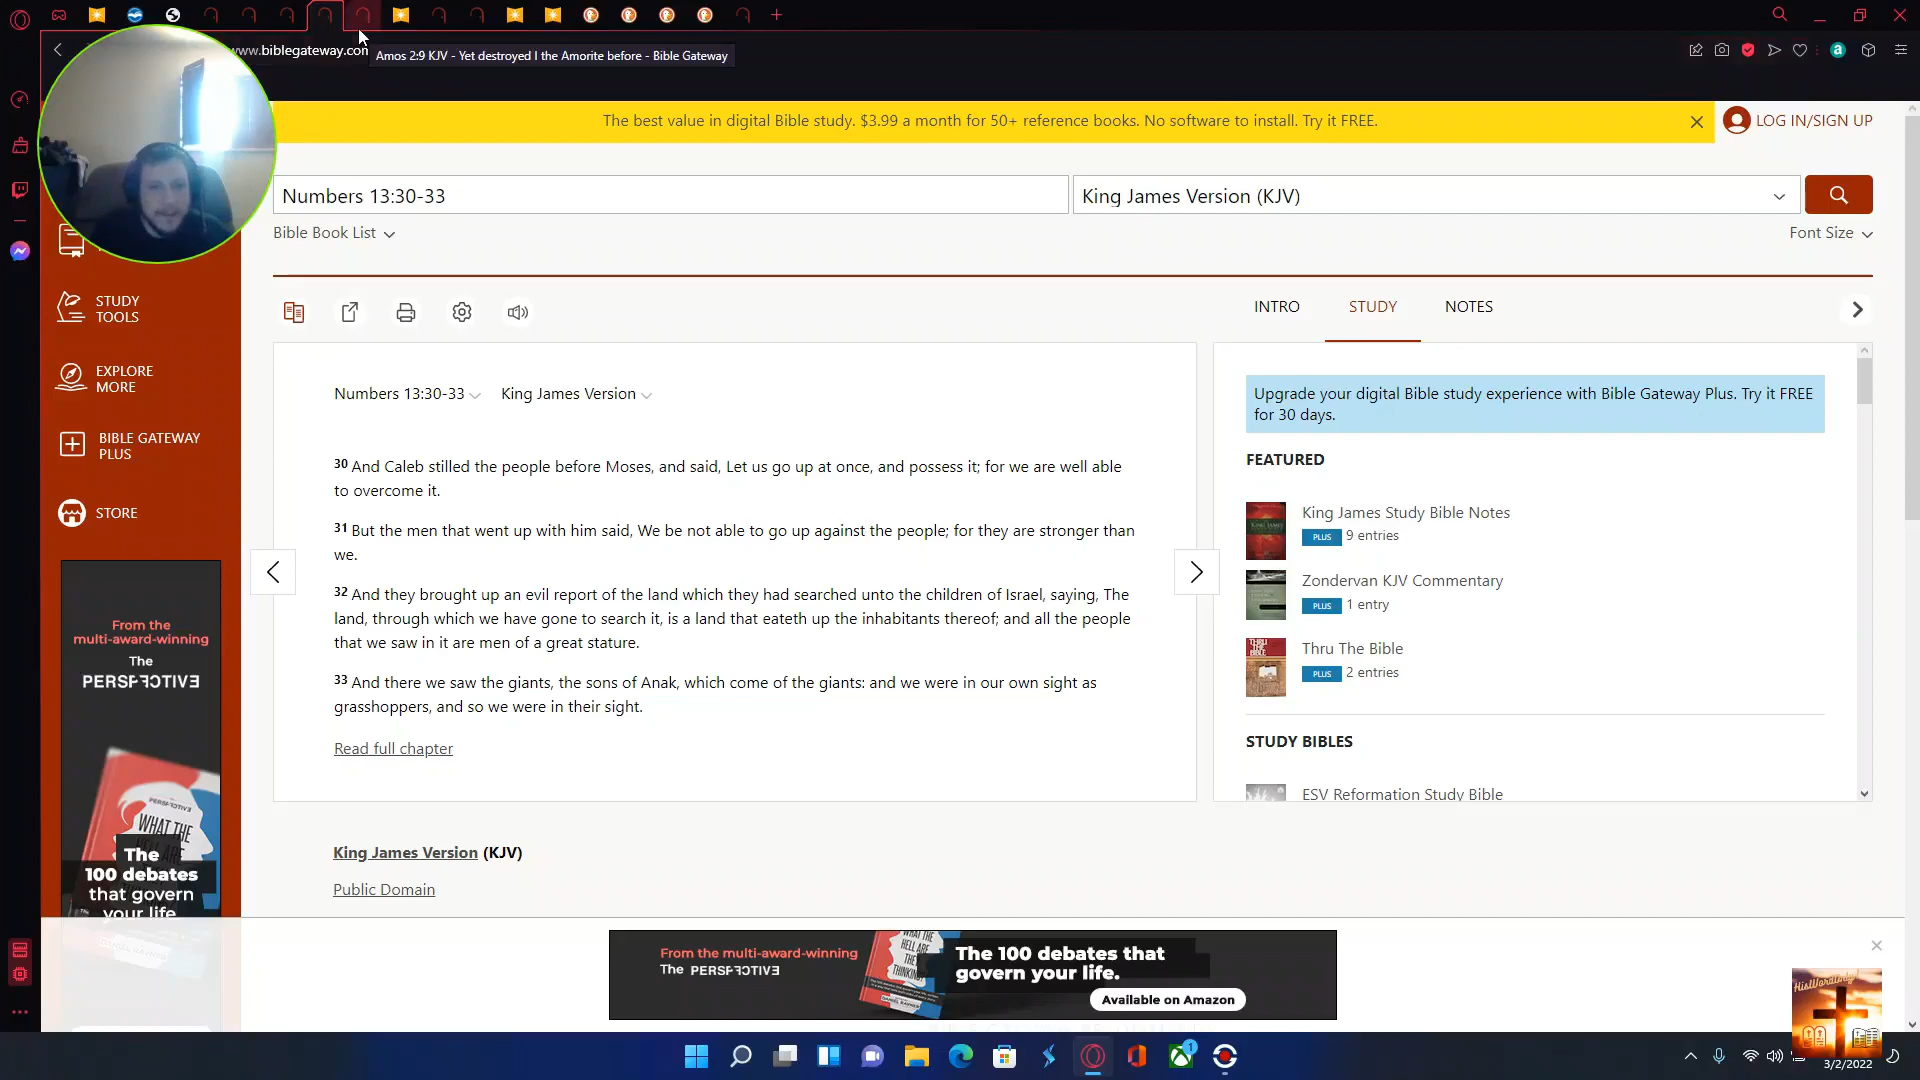 www.biblegateway.com
Amos 2:9 KJV - Yet destroyed I the Amorite before - Bible Gateway
The best value in digital Bible study. $3.99 a month for 50+ reference books. No software to install. Try it FREE.
LOG IN/SIGN UP
Numbers 13:30-33
King James Version (KJV)
Bible Book List
Font Size
STUDY
TOOLS
EXPLORE
MORE
BIBLE GATEWAY
PLUS
STORE
INTRO
STUDY
NOTES
Numbers 13:30-33
King James Version
30 And Caleb stilled the people before Moses, and said, Let us go up at once, and possess it; for we are well able
to overcome it.
31 But the men that went up with him said, We be not able to go up against the people; for they are stronger than
we.
32 And they brought up an evil report of the land which they had searched unto the children of Israel, saying, The
land, through which we have gone to search it, is a land that eateth up the inhabitants thereof; and all the people
that we saw in it are men of a great stature.
33 And there we saw the giants, the sons of Anak, which come of the giants: and we were in our own sight as
grasshoppers, and so we were in their sight.
Read full chapter
Upgrade your digital Bible study experience with Bible Gateway Plus. Try it FREE
for 30 days.
FEATURED
King James Study Bible Notes
PLUS 9 entries
Zondervan KJV Commentary
PLUS 1 entry
Thru The Bible
PLUS 2 entries
STUDY BIBLES
ESV Reformation Study Bible
King James Version (KJV)
Public Domain
From the
multi-award-winning
The
PERSPECTIVE
WHAT THE
The
100 debates
that govern
your life.
From the multi-award-winning
The PERSPECTIVE
WHAT THE
HELL ARE
THEY
THINKING?
The 100 debates that
govern your life.
Available on Amazon
HisWordOnly
1
3/2/2022